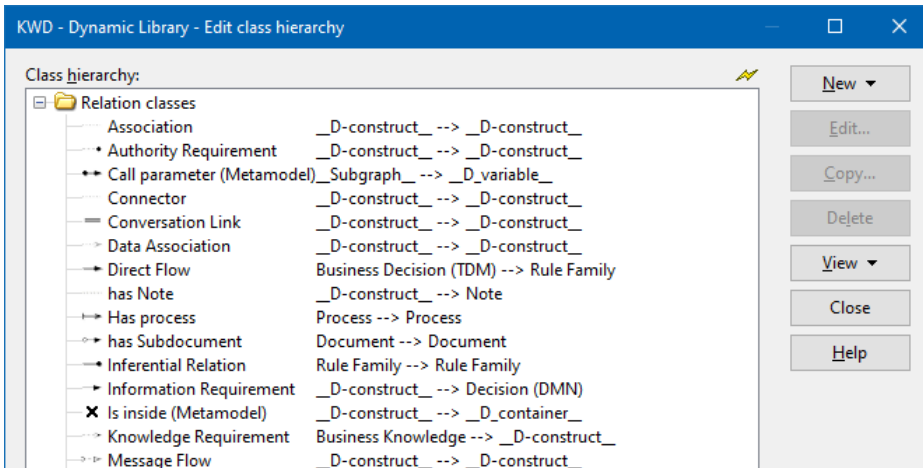 KWD - Dynamic Library - Edit class hierarchy
Class hierarchy:
Relation classes
Association __D-construct__ --> __D-construct__
Authority Requirement __D-construct__ --> __D-construct__
Call parameter (Metamodel)__Subgraph__ --> __D_variable__
Connector __D-construct__ --> __D-construct__
Conversation Link __D-construct__ --> __D-construct__
Data Association __D-construct__ --> __D-construct__
Direct Flow Business Decision (TDM) --> Rule Family
has Note __D-construct__ --> Note
Has process Process --> Process
has Subdocument Document --> Document
Inferential Relation Rule Family --> Rule Family
Information Requirement __D-construct__ --> Decision (DMN)
Is inside (Metamodel) __D-construct__ --> __D_container__
Knowledge Requirement Business Knowledge --> __D-construct__
Message Flow __D-construct__ --> __D-construct__
New
Edit...
Copy...
Delete
View
Close
Help